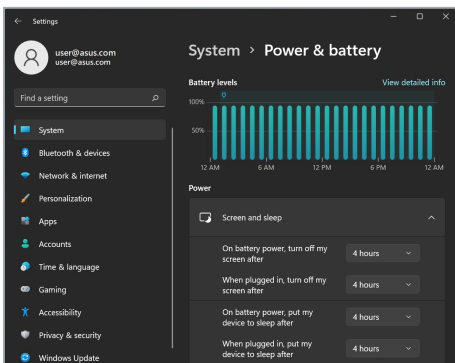 Settings
user@asus.com
user@asus.com
Find a setting
System
Bluetooth & devices
Network & internet
Personalization
Apps
Accounts
Time & language
Gaming
Accessibility
Privacy & security
Windows Update
System > Power & battery
Battery levels
View detailed info
100%
50%
12 AM 6 AM 12 PM 6 PM 12 AM
Power
Screen and sleep
On battery power, turn off my
screen after
4 hours
When plugged in, turn off my
screen after
4 hours
On battery power, put my
device to sleep after
4 hours
When plugged in, put my
device to sleep after
4 hours